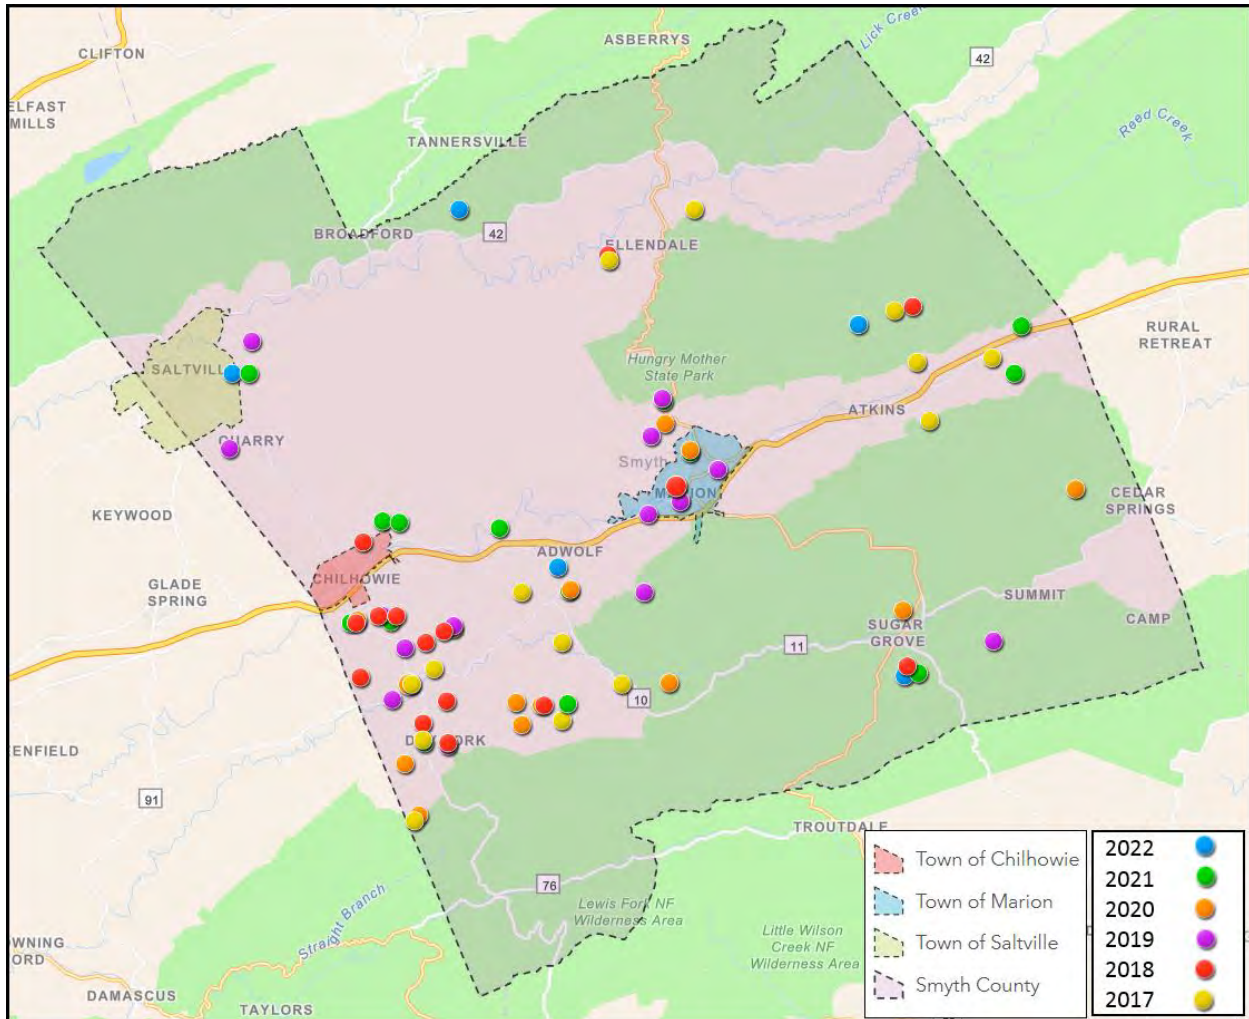 ASBERRYS
Lick Creek
CLIFTON
42
ELFAST
MILLS
Reed Creek
TANNERSVILLE
BROADFORD
42
ELLENDALE
RURAL
RETREAT
Hungry Mother
State Park
SALTVILL
ATKINS
QUARRY
Smyth
MARION
CEDAR
SPRINGS
KEYWOOD
ADWOLF
CHILHOWIE
GLADE
SPRING
SUMMIT
CAMP
SUGAR
GROVE
11
10
ENFIELD
91
TROUTDALE
76
Lewis Fork NF
Wilderness Area
Straight Branch
Little Wilson
Creek NF
Wilderness Area
OWNING
ORD
DAMASCUS
TAYLORS
Town of Chilhowie
Town of Marion
Town of Saltville
Smyth County
2022
2021
2020
2019
2018
2017